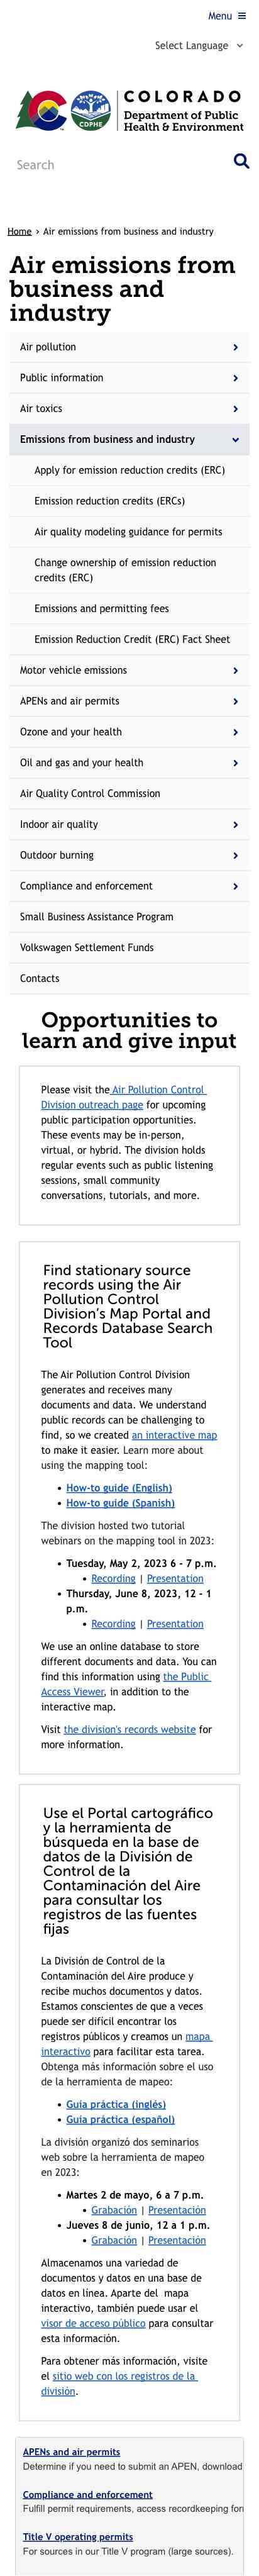 Menu
Select Language
COLORADO
Department of Public
Health & Environment
CDPHE
Search
Home › Air emissions from business and industry
Air emissions from
business and
industry
Air pollution
Public information
Air toxics
Emissions from business and industry
Apply for emission reduction credits (ERC)
Emission reduction credits (ERCs)
Air quality modeling guidance for permits
Change ownership of emission reduction
credits (ERC)
Emissions and permitting fees
Emission Reduction Credit (ERC) Fact Sheet
Motor vehicle emissions
APENs and air permits
Ozone and your health
Oil and gas and your health
Air Quality Control Commission
Indoor air quality
Outdoor burning
Compliance and enforcement
Small Business Assistance Program
Volkswagen Settlement Funds
Contacts
Opportunities to
learn and give input
Please visit the Air Pollution Control
Division outreach page for upcoming
public participation opportunities.
These events may be in-person,
virtual, or hybrid. The division holds
regular events such as public listening
sessions, small community
conversations, tutorials, and more.
Find stationary source
records using the Air
Pollution Control
Division's Map Portal and
Records Database Search
Tool
The Air Pollution Control Division
generates and receives many
documents and data. We understand
public records can be challenging to
find, so we created an interactive map
to make it easier. Learn more about
using the mapping tool:
• How-to guide (English)
• How-to guide (Spanish)
The division hosted two tutorial
webinars on the mapping tool in 2023:
• Tuesday, May 2, 2023 6 - 7 p.m.
• Recording | Presentation
• Thursday, June 8, 2023, 12 - 1
p.m.
• Recording | Presentation
We use an online database to store
different documents and data. You can
find this information using the Public
Access Viewer, in addition to the
interactive map.
Visit the division's records website for
more information.
Use el Portal cartográfico
y la herramienta de
búsqueda en la base de
datos de la División de
Control de la
Contaminación del Aire
para consultar los
registros de las fuentes
fijas
La División de Control de la
Contaminación del Aire produce y
recibe muchos documentos y datos.
Estamos conscientes de que a veces
puede ser difícil encontrar los
registros públicos y creamos un mapa
interactivo para facilitar esta tarea.
Obtenga más información sobre el uso
de la herramienta de mapeo:
• Guía práctica (inglés)
• Guía práctica (español)
La división organizó dos seminarios
web sobre la herramienta de mapeo
en 2023:
• Martes 2 de mayo, 6 a 7 p.m.
• Grabación | Presentación
• Jueves 8 de junio, 12 a 1 p.m.
• Grabación | Presentación
Almacenamos una variedad de
documentos y datos en una base de
datos en línea. Aparte del mapa
interactivo, también puede usar el
visor de acceso público para consultar
esta información.
Para obtener más información, visite
el sitio web con los registros de la
división.
APENs and air permits
Determine if you need to submit an APEN, download
Compliance and enforcement
Fulfill permit requirements, access recordkeeping for
Title V operating permits
For sources in our Title V program (large sources).